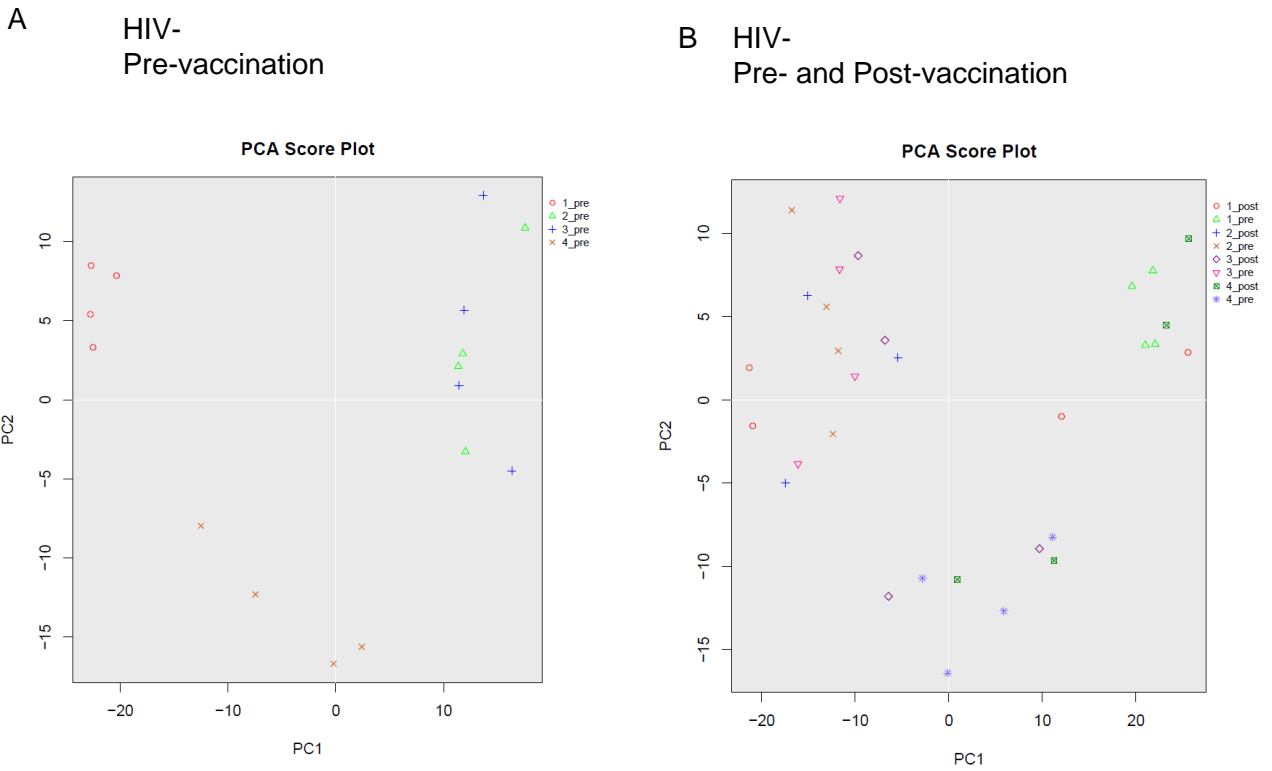 A
HIV-
Pre-vaccination
PCA Score Plot
1_pre
2_pre
3_pre
4_pre
10
5
0
−5
−10
−15
PC2
−20
−10
0
10
PC1
B
HIV-
Pre- and Post-vaccination
PCA Score Plot
1_post
1_pre
2_post
2_pre
3_post
3_pre
4_post
4_pre
10
5
0
−5
−10
−15
PC2
−20
−10
0
10
20
PC1